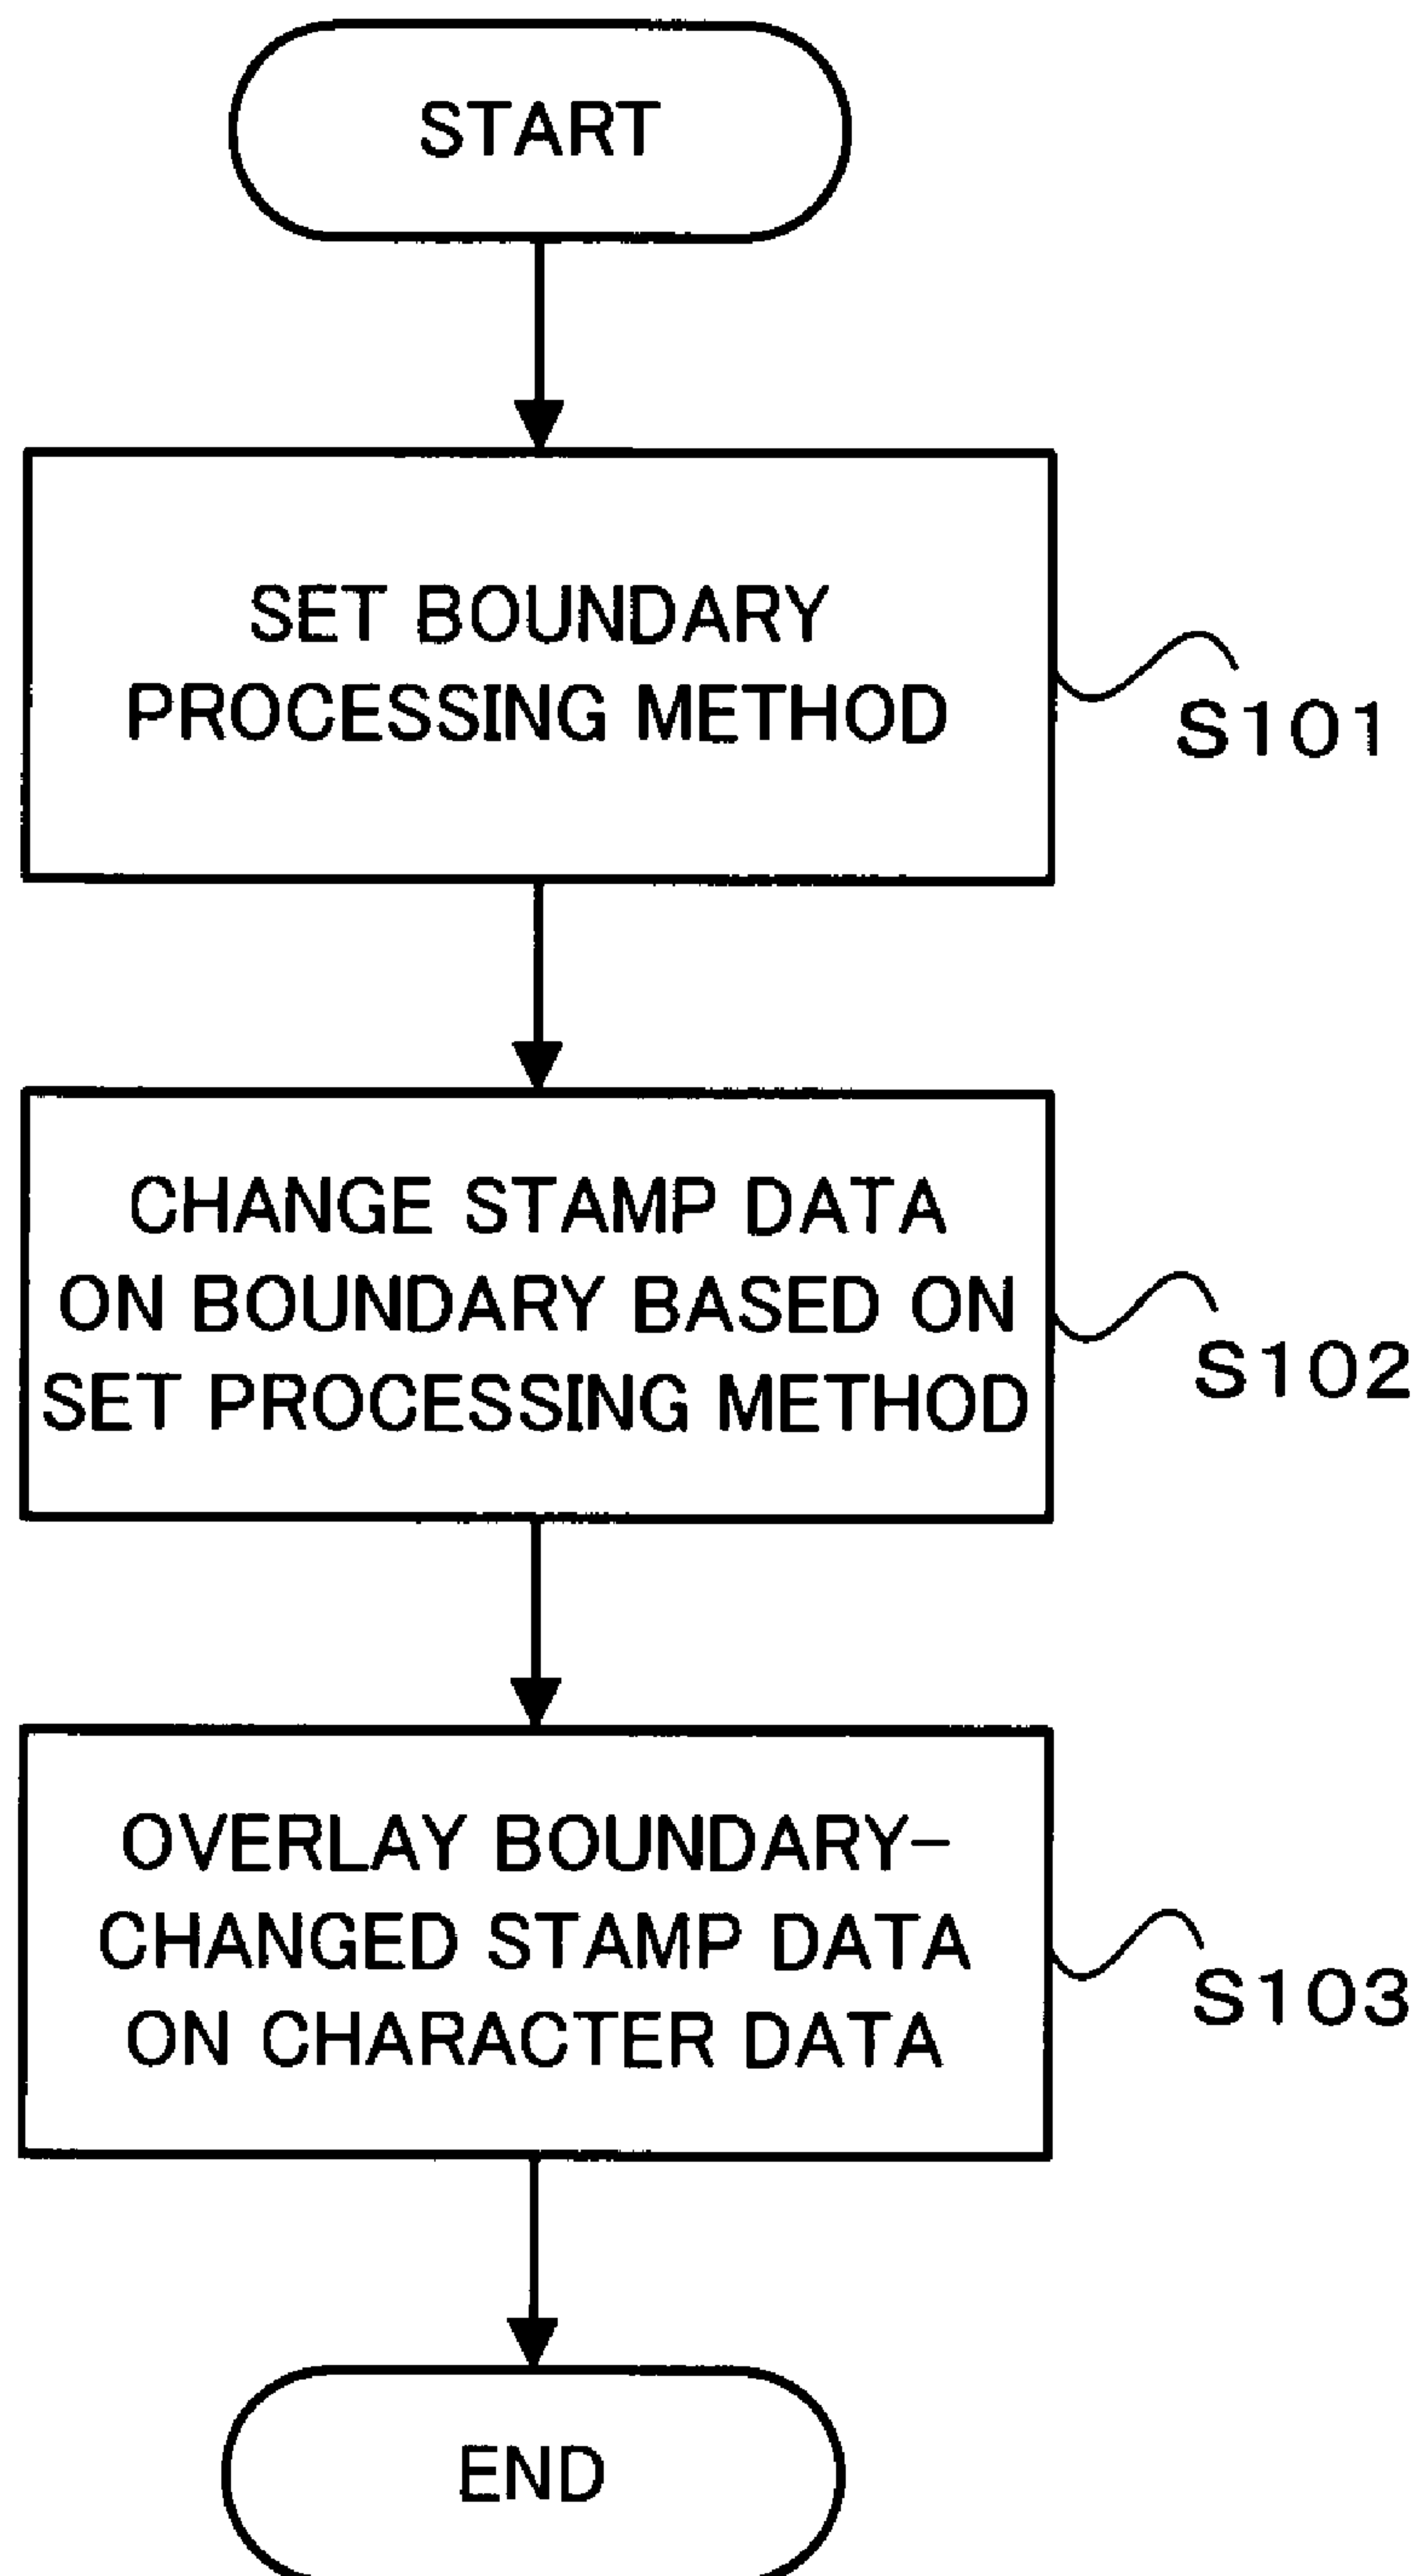 START
SET BOUNDARY
PROCESSING METHOD
S101
CHANGE STAMP DATA
ON BOUNDARY BASED ON
SET PROCESSING METHOD
S102
OVERLAY BOUNDARY-
CHANGED STAMP DATA
ON CHARACTER DATA
S103
END